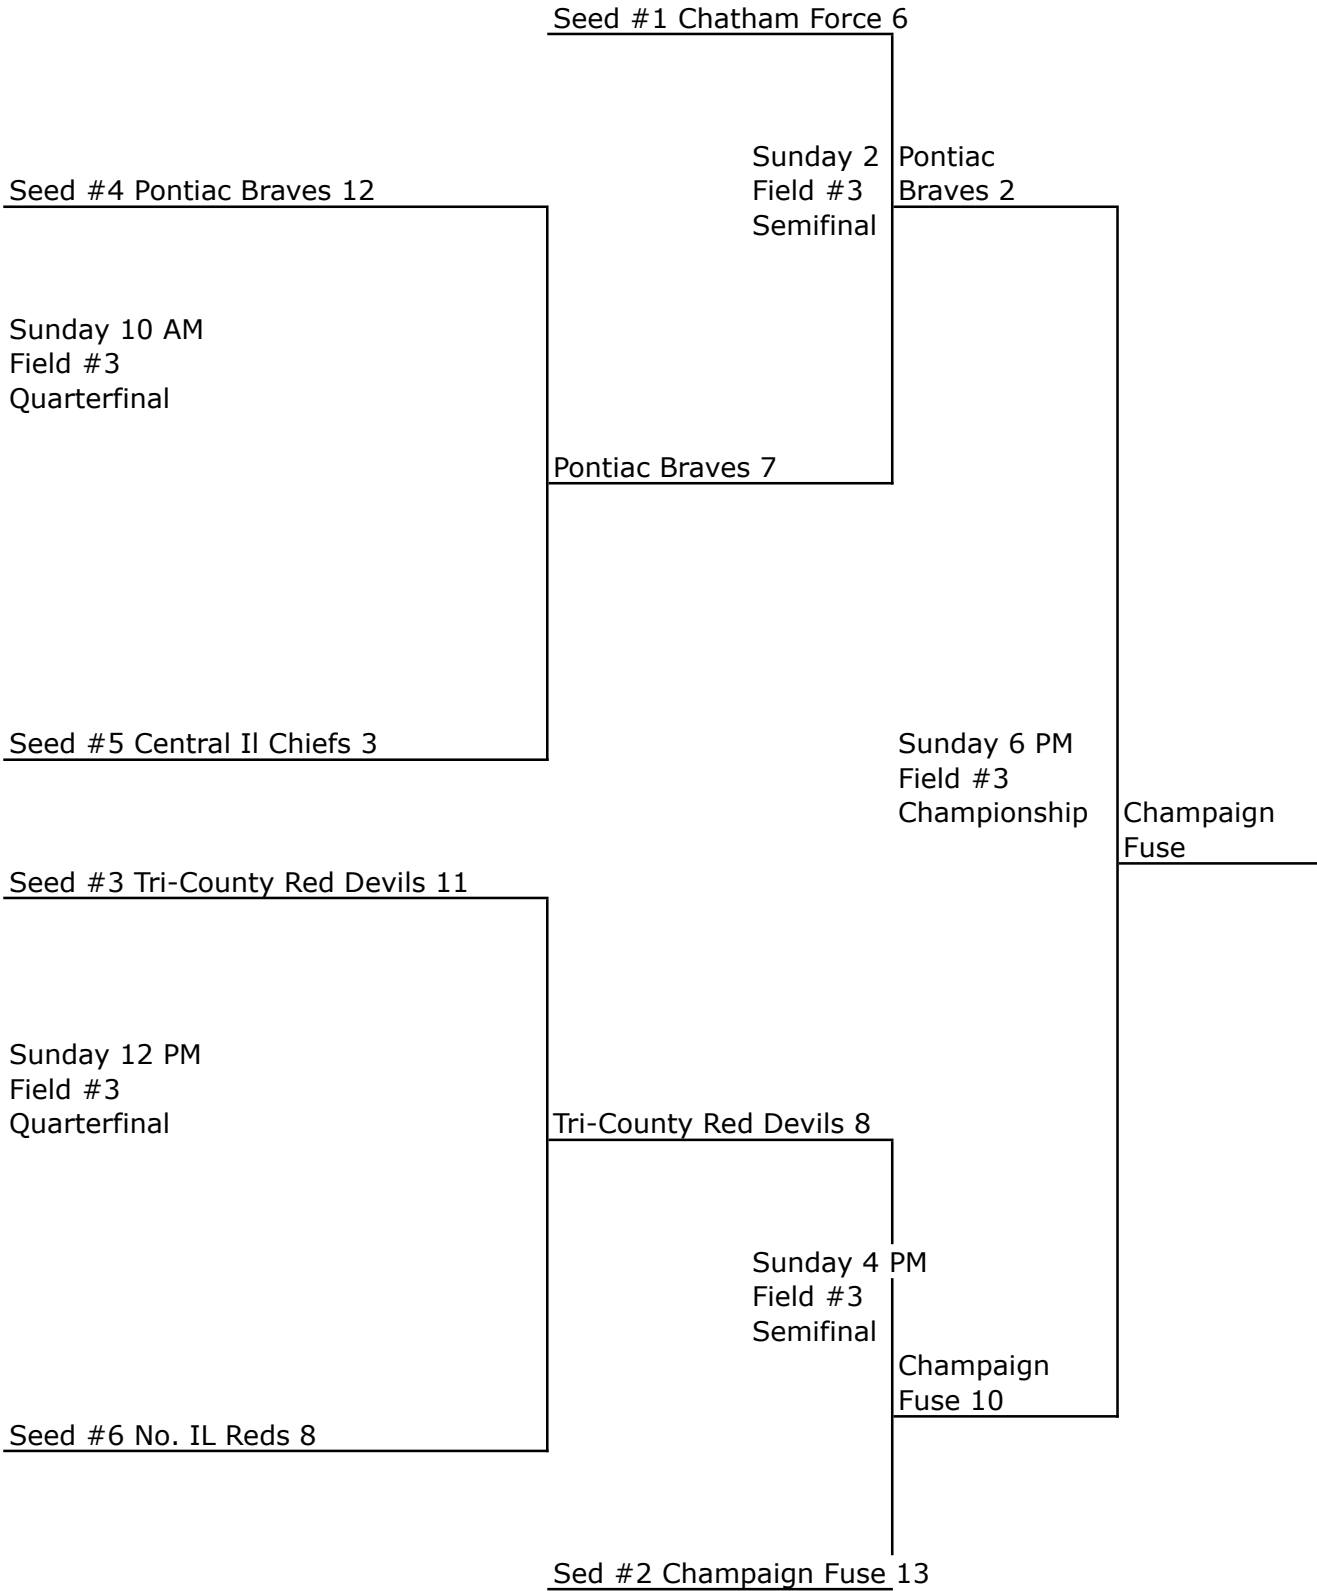 Seed #1 Chatham Force 6
Sunday 2
Field #3
Semifinal
Pontiac
Braves 2
Seed #4 Pontiac Braves 12
Sunday 10 AM
Field #3
Quarterfinal
Pontiac Braves 7
Seed #5 Central Il Chiefs 3
Sunday 6 PM
Field #3
Championship
Champaign
Fuse
Seed #3 Tri-County Red Devils 11
Sunday 12 PM
Field #3
Quarterfinal
Tri-County Red Devils 8
Sunday 4 PM
Field #3
Semifinal
Champaign
Fuse 10
Seed #6 No. IL Reds 8
Sed #2 Champaign Fuse 13